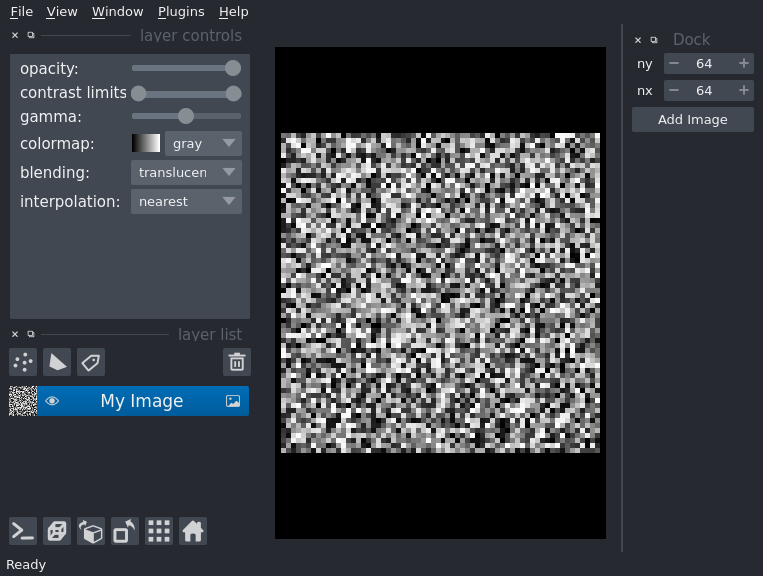 File View Window Plugins Help
layer controls
opacity:
contrast limits
gamma:
colormap: gray
blending: translucen
interpolation: nearest
layer list
My Image
Ready
Dock
ny 64
nx 64
Add Image